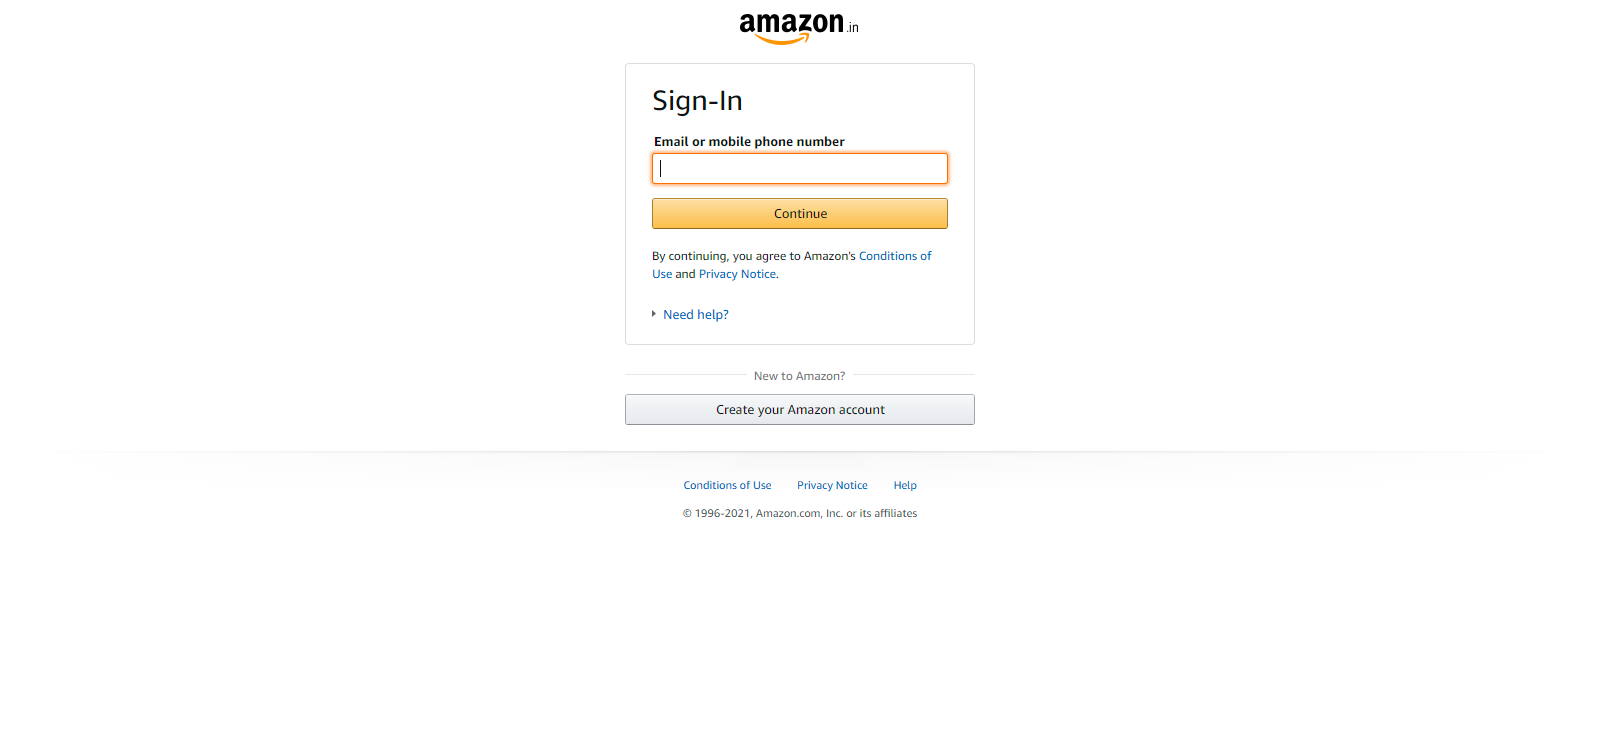 amazon.in
Sign-In
Email or mobile phone number
Continue
By continuing, you agree to Amazon's Conditions of
Use and Privacy Notice.
Need help?
New to Amazon?
Create your Amazon account
Conditions of Use Privacy Notice Help
© 1996-2021, Amazon.com, Inc. or its affiliates